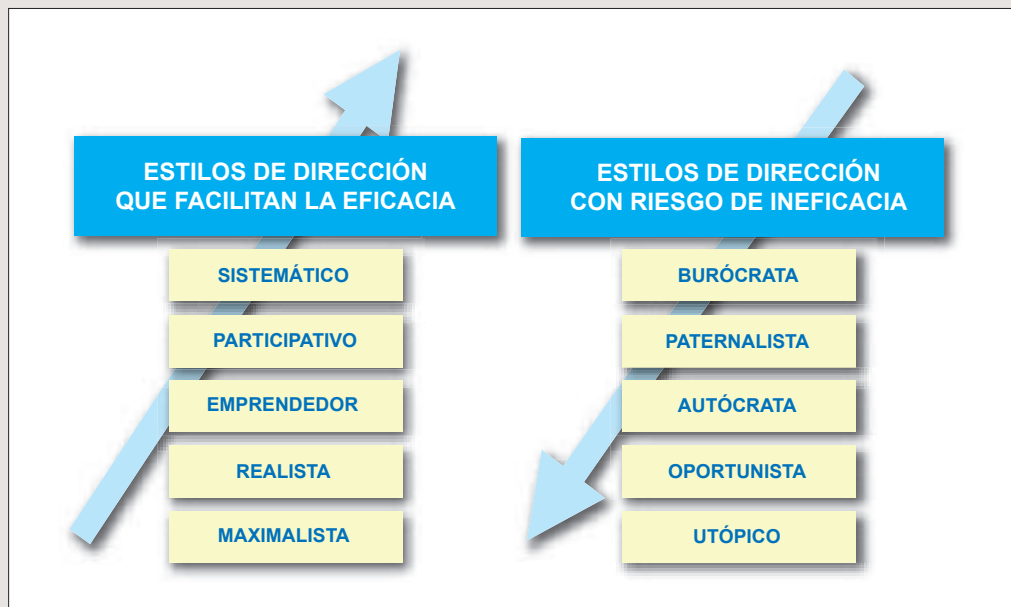 ESTILOS DE DIRECCIÓN
QUE FACILITAN LA EFICACIA
SISTEMÁTICO
PARTICIPATIVO
EMPRENDEDOR
REALISTA
MAXIMALISTA
ESTILOS DE DIRECCIÓN
CON RIESGO DE INEFICACIA
BURÓCRATA
PATERNALISTA
AUTÓCRATA
OPORTUNISTA
UTÓPICO